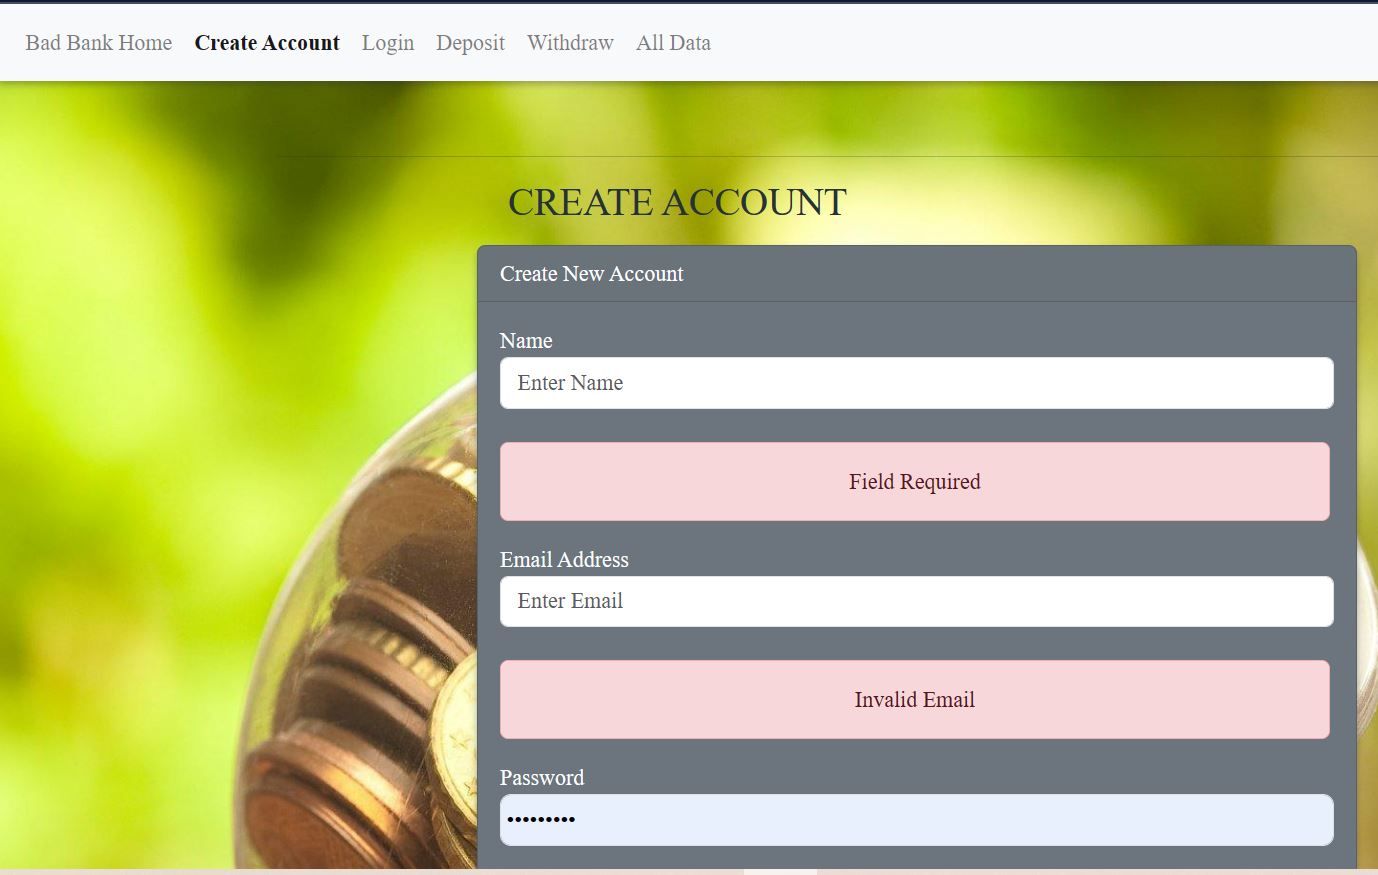 Bad Bank Home Create Account Login Deposit Withdraw All Data
CREATE ACCOUNT
Create New Account
Name
Enter Name
Field Required
Email Address
Enter Email
Invalid Email
Password
•••••••••